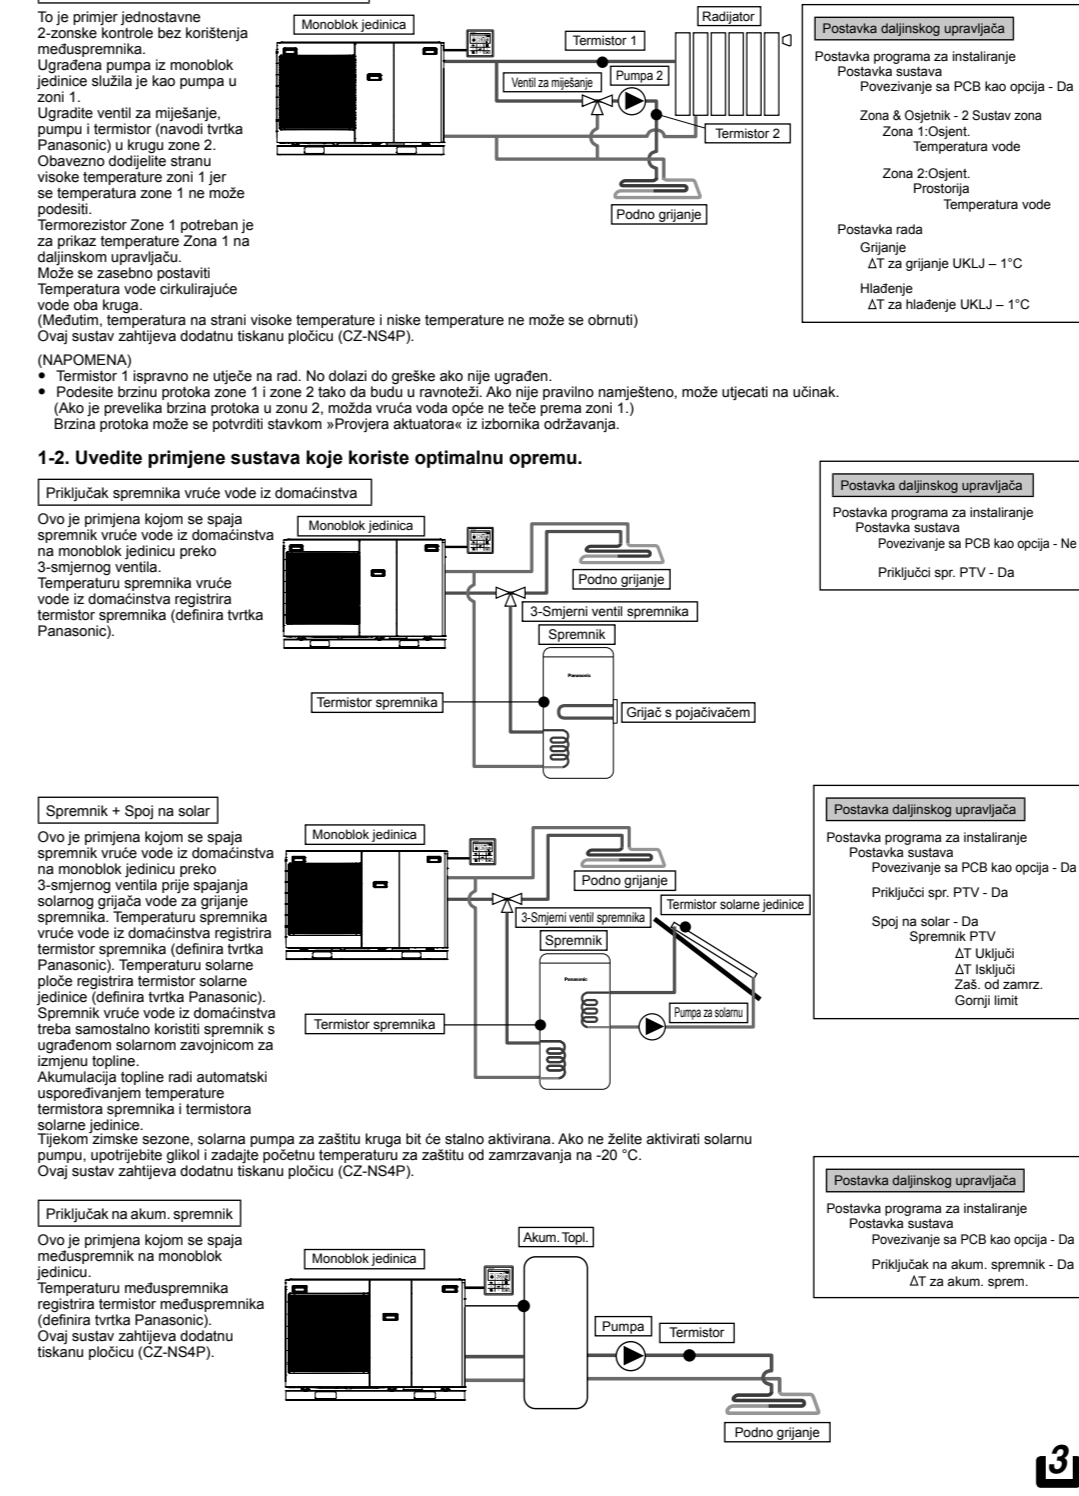 To je primjer jednostavne
2-zonske kontrole bez korištenja
međuspremnika.
Ugrađena pumpa iz monoblok
jedinice služila je kao pumpa u
zoni 1.
Ugradite ventil za miješanje,
pumpu i termistor (navodi tvrtka
Panasonic) u krugu zone 2.
Obavezno dodijelite stranu
visoke temperature zoni 1 jer
se temperatura zone 1 ne može
podesiti.
Termorezistor Zone 1 potreban je
za prikaz temperature Zona 1 na
daljinskom upravljaču.
Može se zasebno postaviti
Temperatura vode cirkulirajuće
vode oba kruga.
(Međutim, temperatura na strani visoke temperature i niske temperature ne može se obrnuti)
Ovaj sustav zahtijeva dodatnu tiskanu pločicu (CZ-NS4P).
Monoblok jedinica
Radijator
Termistor 1
Ventil za miješanje
Pumpa 2
Termistor 2
Podno grijanje
Postavka daljinskog upravljača
Postavka programa za instaliranje
Postavka sustava
Povezivanje sa PCB kao opcija - Da
Zona & Osjetnik - 2 Sustav zona
Zona 1:Osjent.
Temperatura vode
Zona 2:Osjent.
Prostorija
Temperatura vode
Postavka rada
Grijanje
ΔT za grijanje UKLJ – 1°C
Hlađenje
ΔT za hlađenje UKLJ – 1°C
(NAPOMENA)
• Termistor 1 ispravno ne utječe na rad. No dolazi do greške ako nije ugrađen.
• Podesite brzinu protoka zone 1 i zone 2 tako da budu u ravnoteži. Ako nije pravilno namješteno, može utjecati na učinak.
(Ako je prevelika brzina protoka u zonu 2, možda vruća voda opće ne teče prema zoni 1.)
Brzina protoka može se potvrditi stavkom »Provjera aktuatora« iz izbornika održavanja.
1-2. Uvedite primjene sustava koje koriste optimalnu opremu.
Priključak spremnika vruće vode iz domaćinstva
Ovo je primjena kojom se spaja
spremnik vruće vode iz domaćinstva
na monoblok jedinicu preko
3-smjernog ventila.
Temperaturu spremnika vruće
vode iz domaćinstva registrira
termistor spremnika (definira tvrtka
Panasonic).
Monoblok jedinica
Podno grijanje
3-Smjerni ventil spremnika
Spremnik
Panasonic
Termistor spremnika
Grijač s pojačivačem
Postavka daljinskog upravljača
Postavka programa za instaliranje
Postavka sustava
Povezivanje sa PCB kao opcija - Ne
Priključci spr. PTV - Da
Spremnik + Spoj na solar
Ovo je primjena kojom se spaja
spremnik vruće vode iz domaćinstva
na monoblok jedinicu preko
3-smjernog ventila prije spajanja
solarnog grijača vode za grijanje
spremnika. Temperaturu spremnika
vruće vode iz domaćinstva registrira
termistor spremnika (definira tvrtka
Panasonic). Temperaturu solarne
ploče registrira termistor solarne
jedinice (definira tvrtka Panasonic).
Spremnik vruće vode iz domaćinstva
treba samostalno koristiti spremnik s
ugrađenom solarnom zavojnicom za
izmjenu topline.
Akumulacija topline radi automatski
uspoređivanjem temperature
termistora spremnika i termistora
solarne jedinice.
Tijekom zimske sezone, solarna pumpa za zaštitu kruga bit će stalno aktivirana. Ako ne želite aktivirati solarnu
pumpu, upotrijebite glikol i zadajte početnu temperaturu za zaštitu od zamrzavanja na -20 °C.
Ovaj sustav zahtijeva dodatnu tiskanu pločicu (CZ-NS4P).
Monoblok jedinica
Podno grijanje
Termistor solarne jedinice
3-Smjerni ventil spremnika
Spremnik
Panasonic
Pumpa za solarnu
Termistor spremnika
Postavka daljinskog upravljača
Postavka programa za instaliranje
Postavka sustava
Povezivanje sa PCB kao opcija - Da
Priključci spr. PTV - Da
Spoj na solar - Da
Spremnik PTV
ΔT Uključi
ΔT Isključi
Zaš. od zamrz.
Gornji limit
Priključak na akum. spremnik
Ovo je primjena kojom se spaja
međuspremnik na monoblok
jedinicu.
Temperaturu međuspremnika
registrira termistor međuspremnika
(definira tvrtka Panasonic).
Ovaj sustav zahtijeva dodatnu
tiskanu pločicu (CZ-NS4P).
Monoblok jedinica
Akum. Topl.
Pumpa
Termistor
Podno grijanje
Postavka daljinskog upravljača
Postavka programa za instaliranje
Postavka sustava
Povezivanje sa PCB kao opcija - Da
Priključak na akum. spremnik - Da
ΔT za akum. sprem.
3